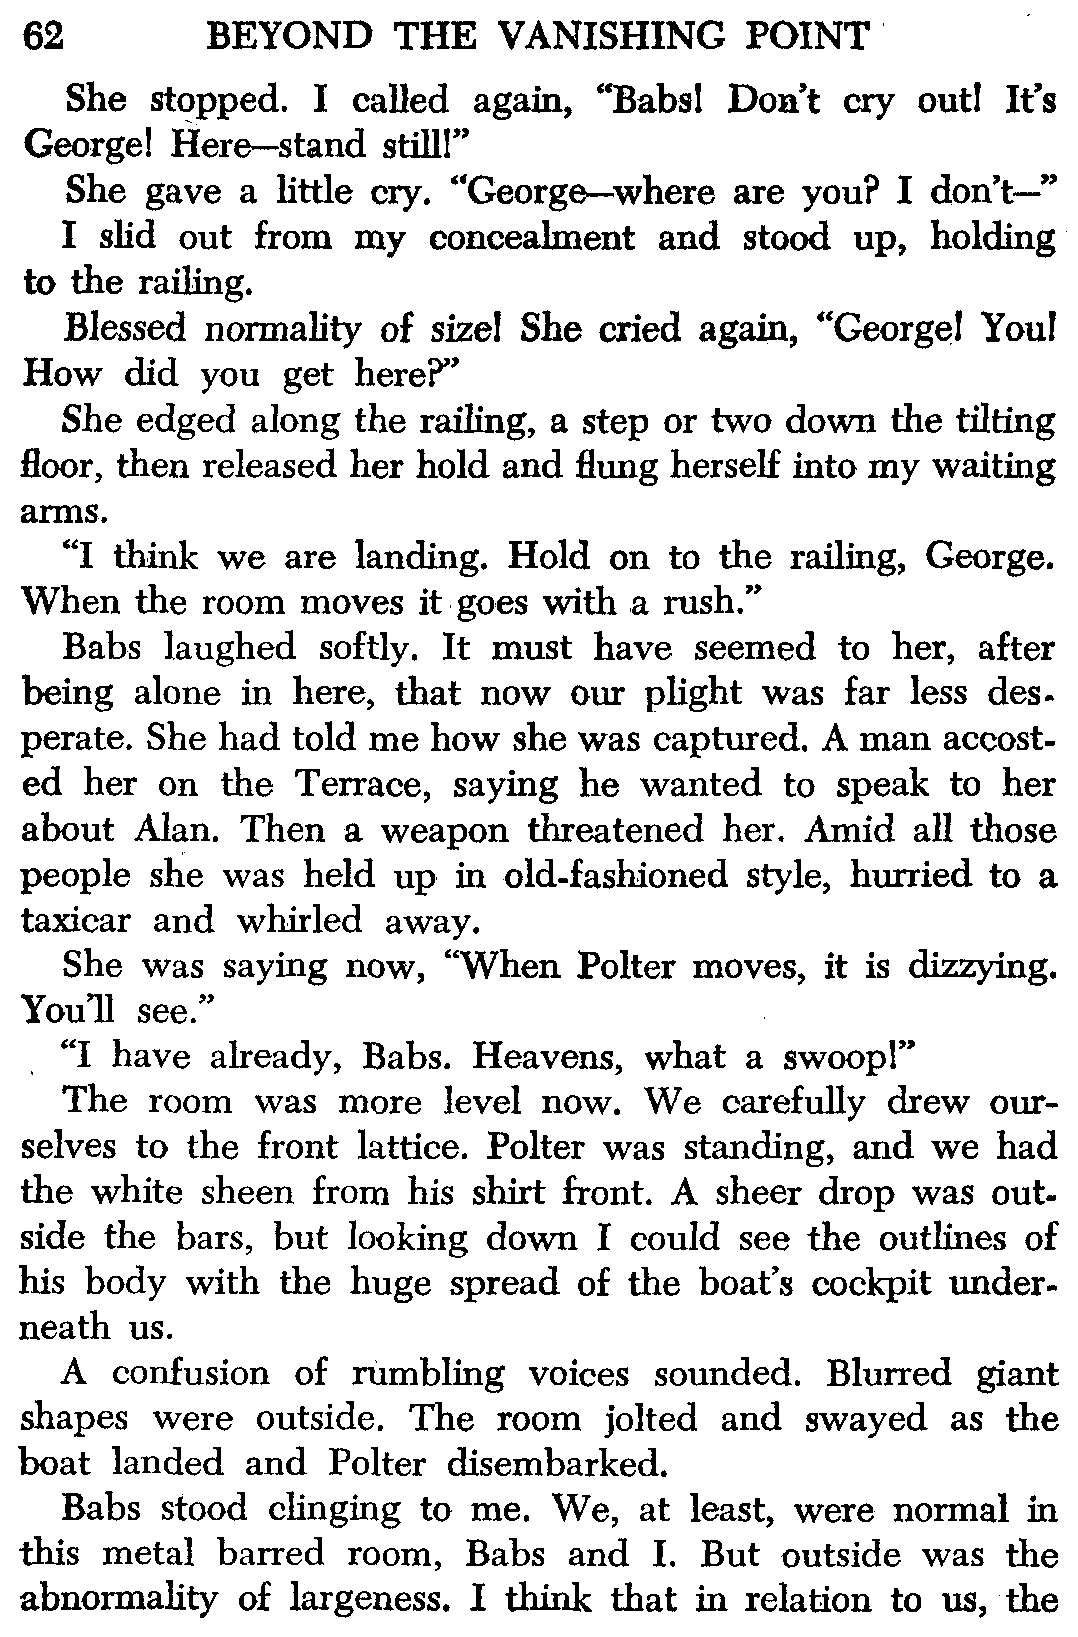 62 BEYOND THE VANISHING POINT
She stopped. I called again, “Babs! Don’t cry out! It’s
George! Here—stand still!”
She gave a little cry. “George—where are you? I don’t—”
I slid out from my concealment and stood up, holding
to the railing.
Blessed normality of size! She cried again, “George! You!
How did you get here?”
She edged along the railing, a step or two down the tilting
floor, then released her hold and flung herself into my waiting
arms.
“I think we are landing. Hold on to the railing, George.
When the room moves it goes with a rush.”
Babs laughed softly. It must have seemed to her, after
being alone in here, that now our plight was far less des-
perate. She had told me how she was captured. A man accost-
ed her on the Terrace, saying he wanted to speak to her
about Alan. Then a weapon threatened her. Amid all those
people she was held up in old-fashioned style, hurried to a
taxicar and whirled away.
She was saying now, “When Polter moves, it is dizzying.
You’ll see.”
“I have already, Babs. Heavens, what a swoop!”
The room was more level now. We carefully drew our-
selves to the front lattice. Polter was standing, and we had
the white sheen from his shirt front. A sheer drop was out-
side the bars, but looking down I could see the outlines of
his body with the huge spread of the boat’s cockpit under-
neath us.
A confusion of rumbling voices sounded. Blurred giant
shapes were outside. The room jolted and swayed as the
boat landed and Polter disembarked.
Babs stood clinging to me. We, at least, were normal in
this metal barred room, Babs and I. But outside was the
abnormality of largeness. I think that in relation to us, the